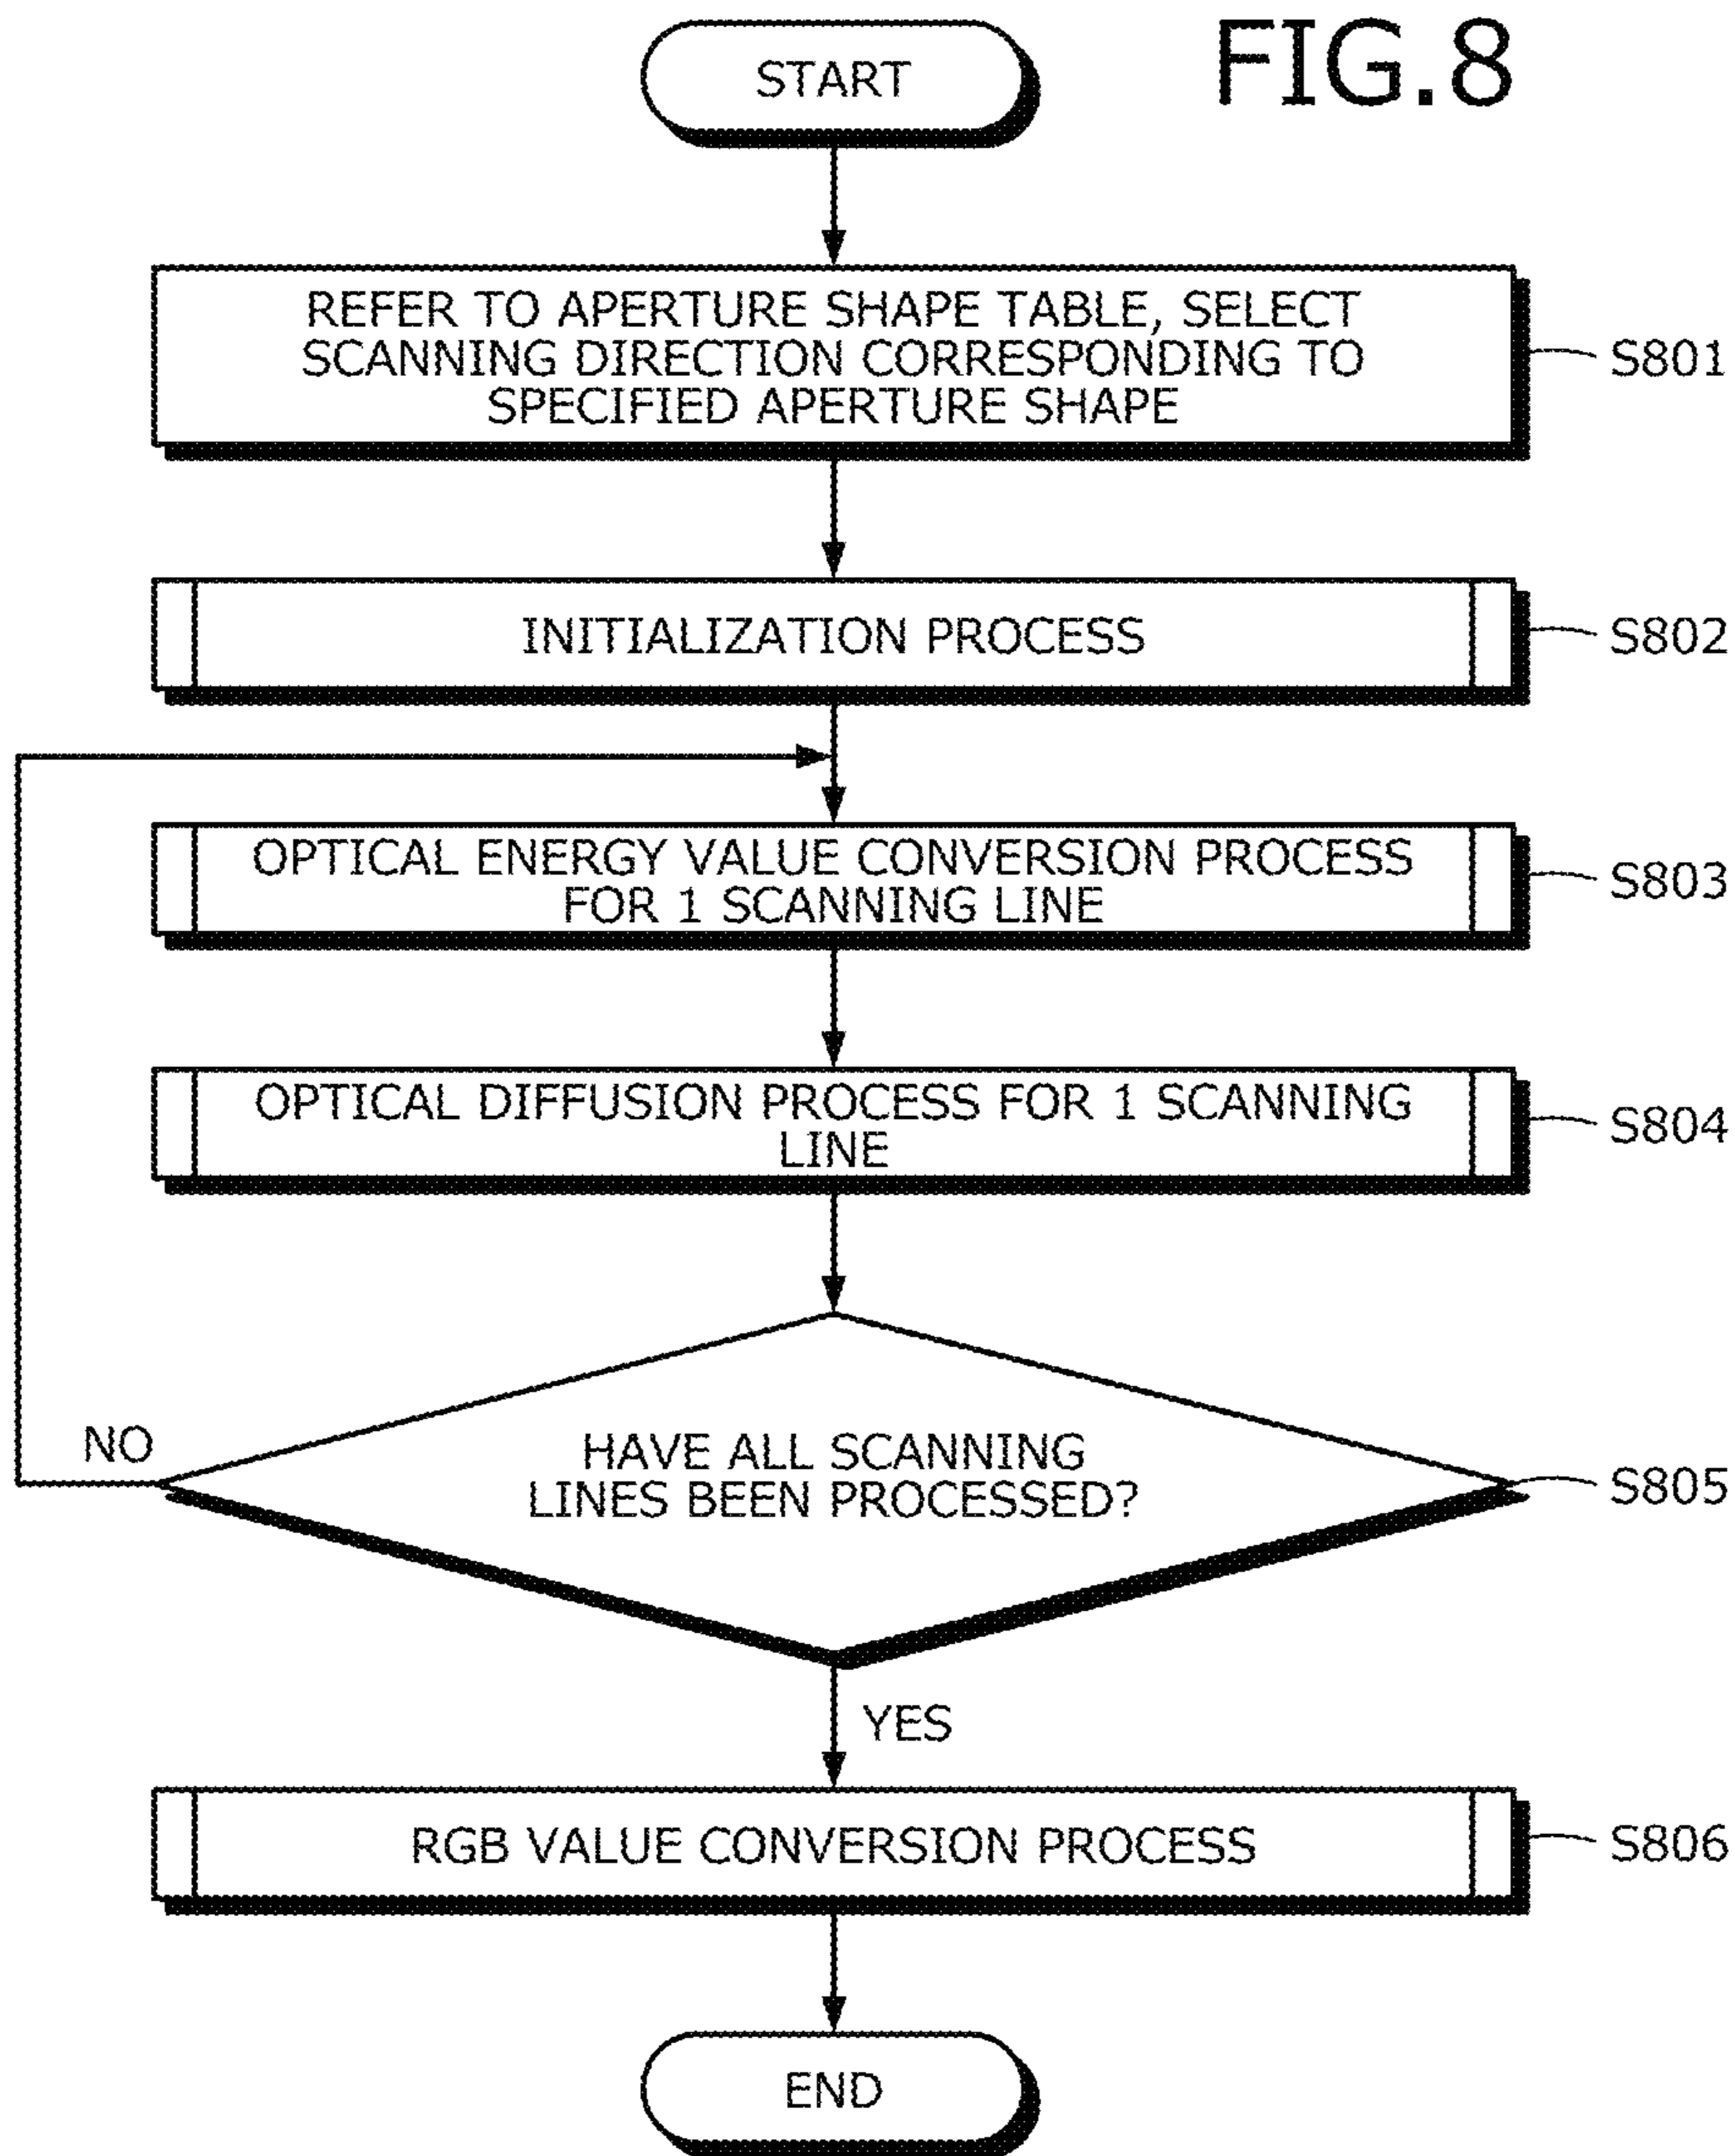 FIG.8
START
REFER TO APERTURE SHAPE TABLE, SELECT
SCANNING DIRECTION CORRESPONDING TO
SPECIFIED APERTURE SHAPE
S801
INITIALIZATION PROCESS
S802
OPTICAL ENERGY VALUE CONVERSION PROCESS
FOR 1 SCANNING LINE
S803
OPTICAL DIFFUSION PROCESS FOR 1 SCANNING
LINE
S804
NO
HAVE ALL SCANNING
LINES BEEN PROCESSED?
S805
YES
RGB VALUE CONVERSION PROCESS
S806
END